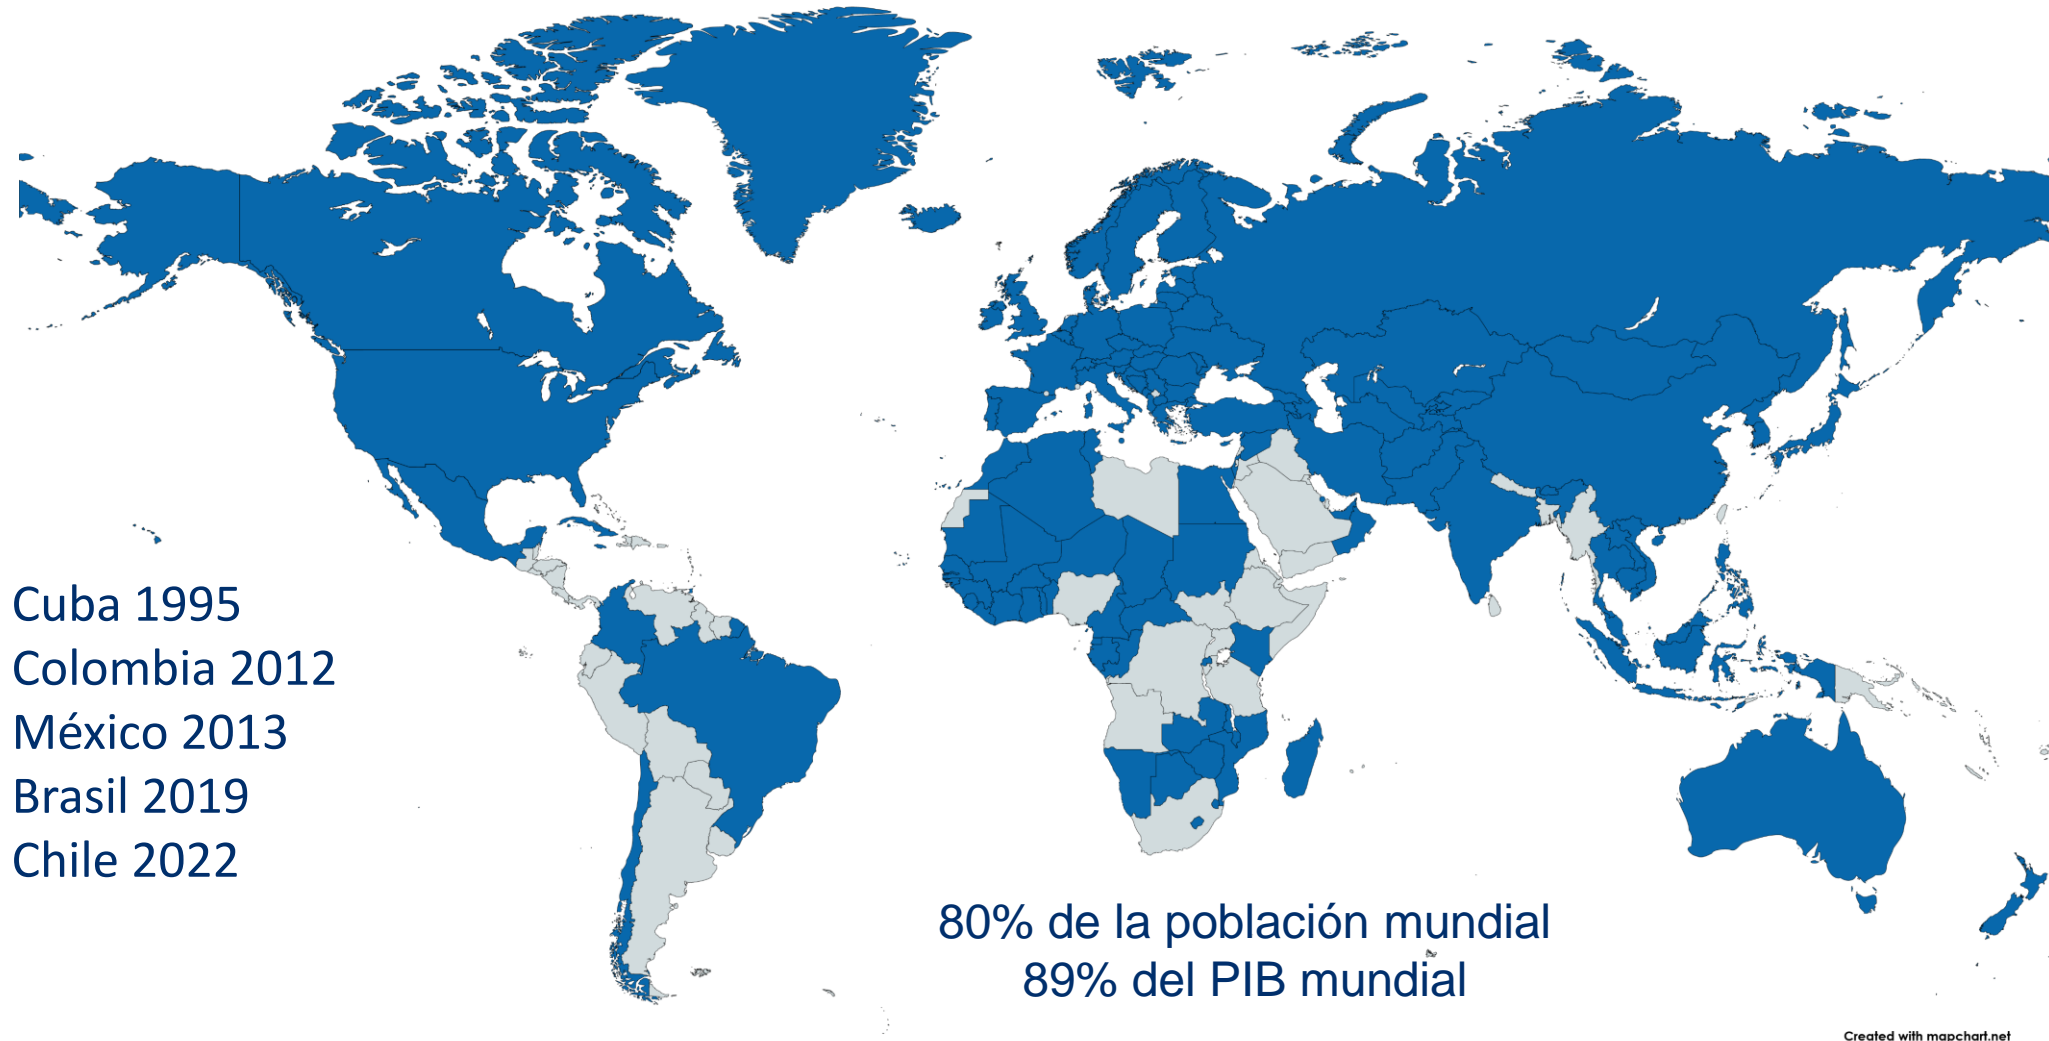 Cuba 1995
Colombia 2012
México 2013
Brasil 2019
Chile 2022
80% de la población mundial
89% del PIB mundial
Created with mapchart.net